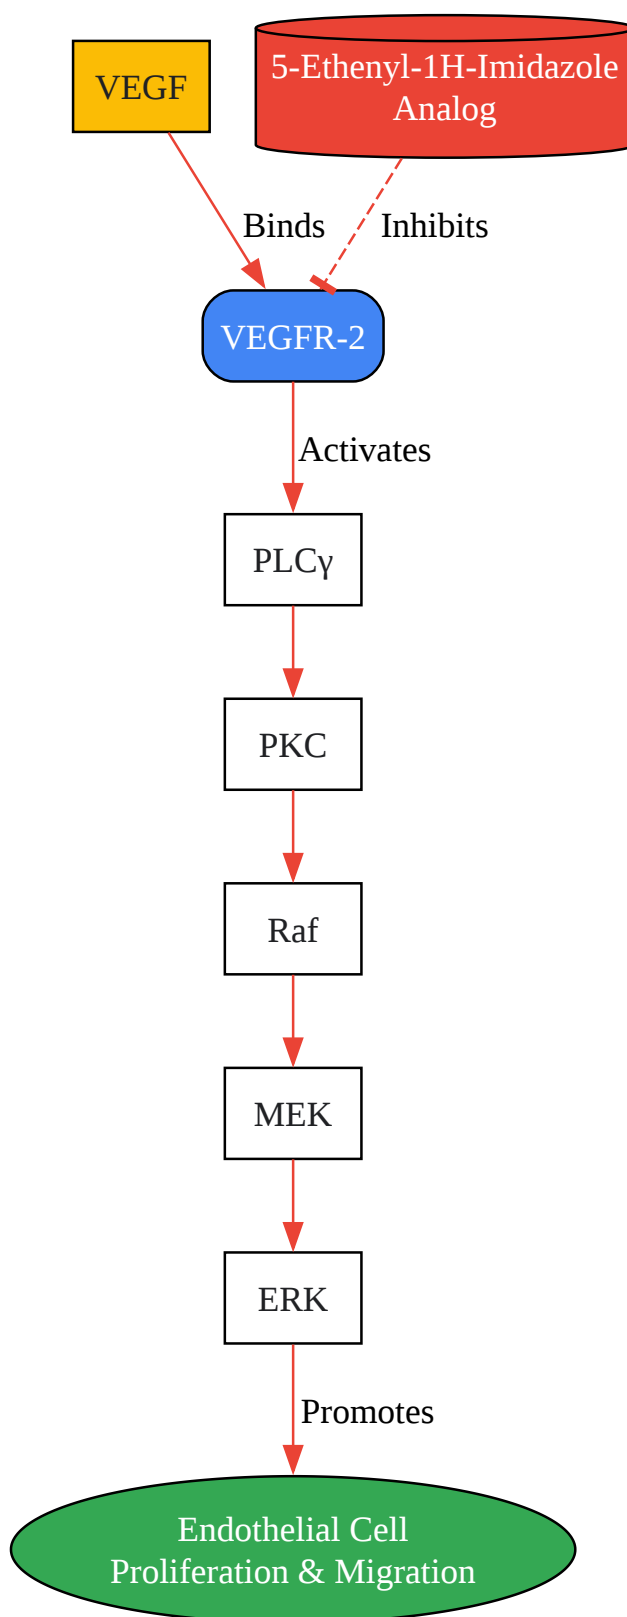 VEGF
5-Ethenyl-1H-Imidazole
Analog
Binds
Inhibits
VEGFR-2
Activates
PLCγ
PKC
Raf
MEK
ERK
Promotes
Endothelial Cell
Proliferation & Migration